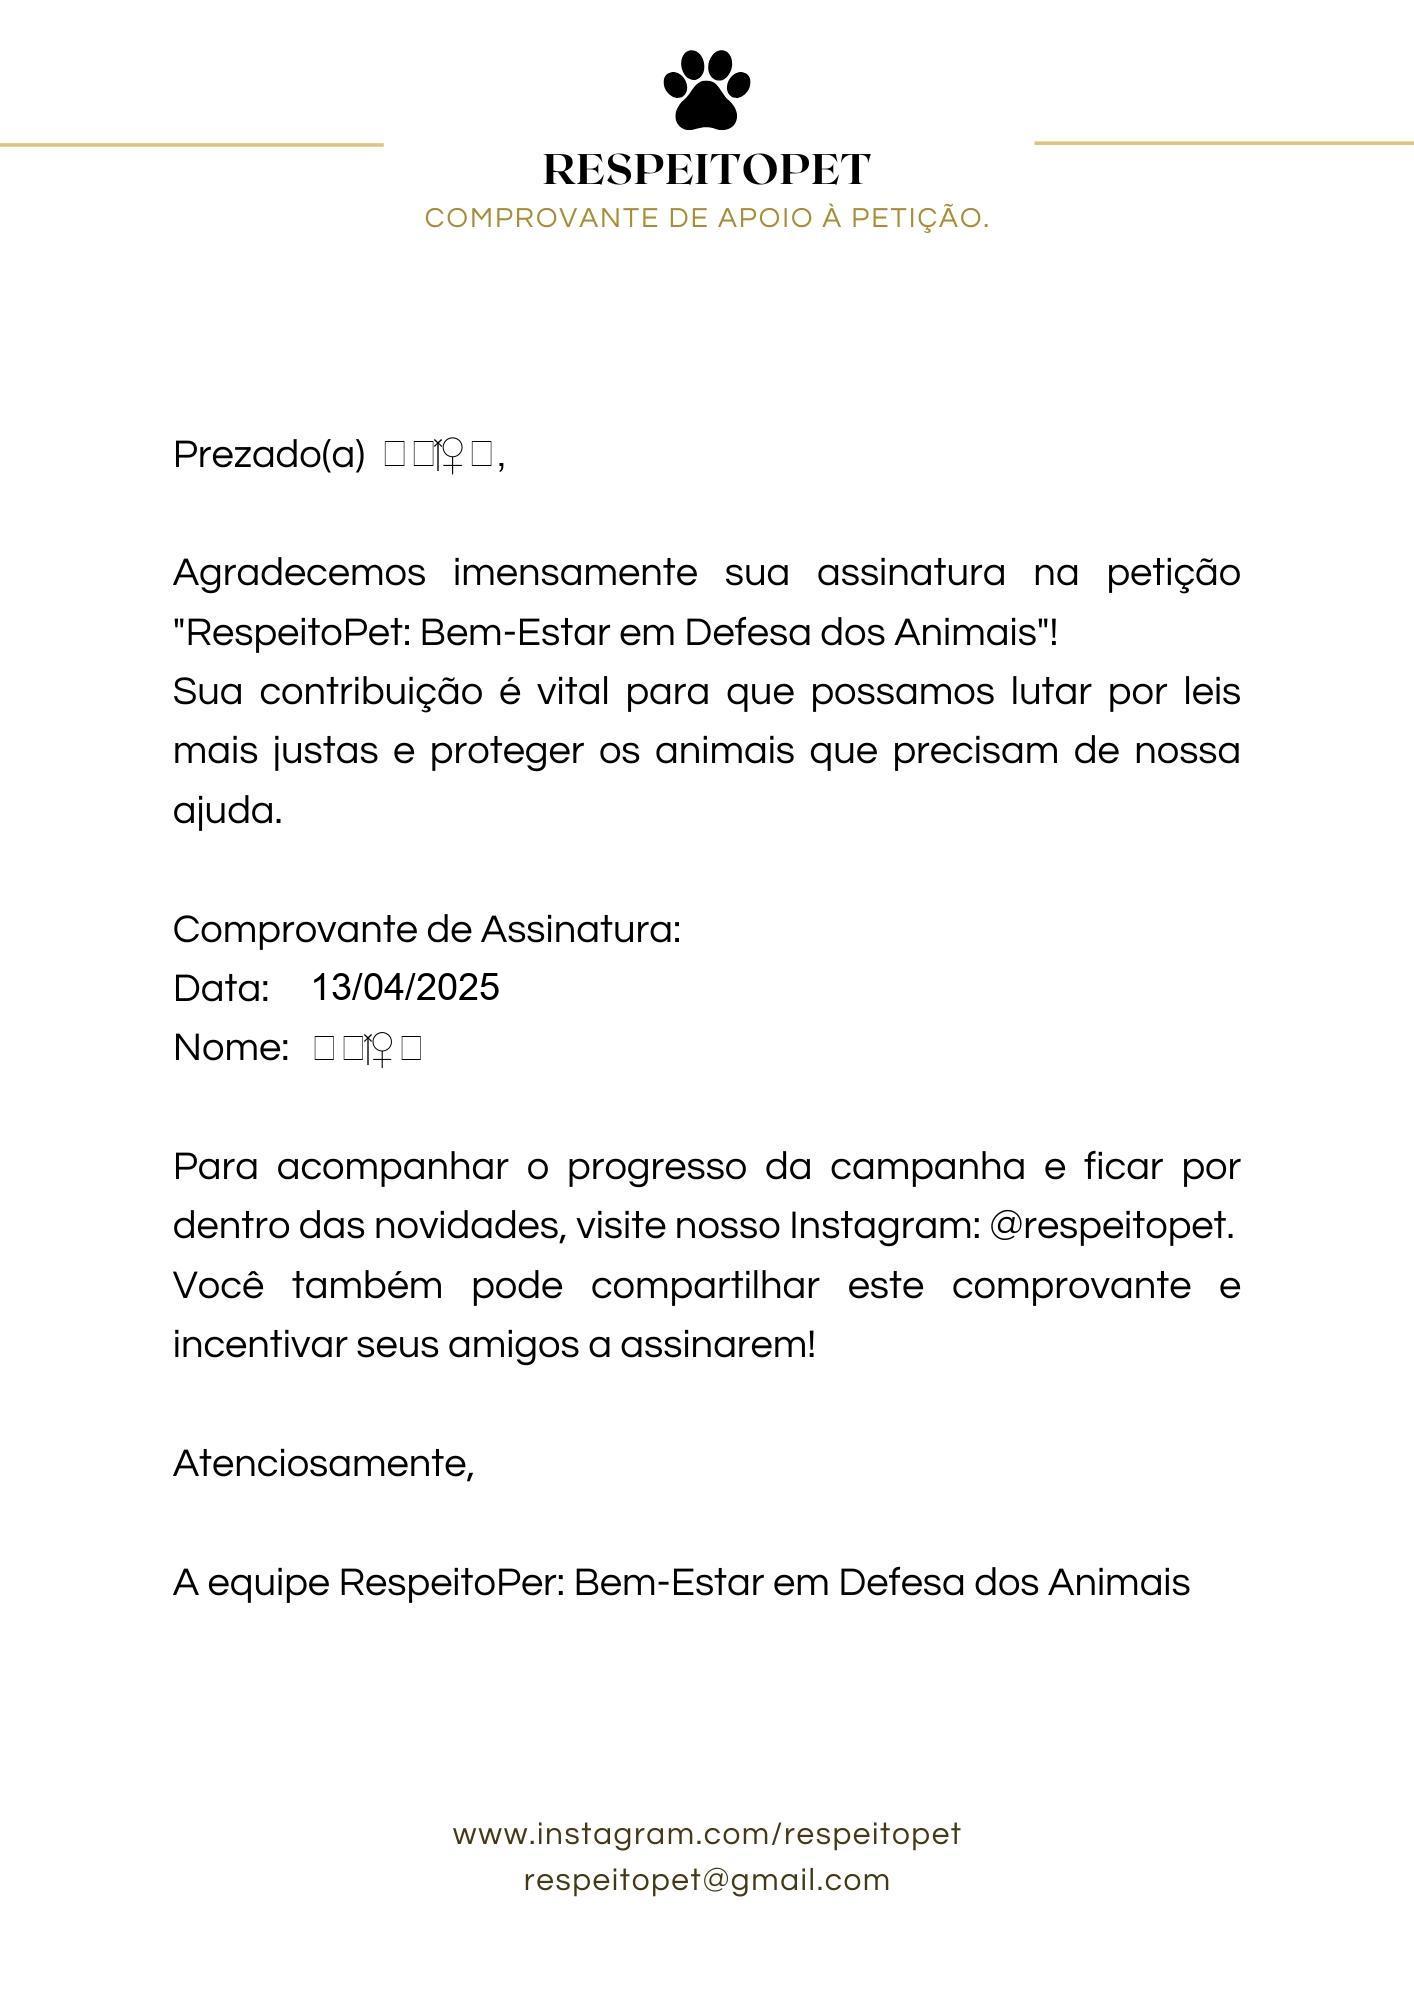 RESPEITOPET
COMPROVANTE DE APOIO À PETIÇÃO.
Prezado(a) ,
Agradecemos imensamente sua assinatura na petição
"RespeitoPet: Bem-Estar em Defesa dos Animais"!
Sua contribuição é vital para que possamos lutar por leis
mais justas e proteger os animais que precisam de nossa
ajuda.
Comprovante de Assinatura:
Data: 13/04/2025
Nome:
Para acompanhar o progresso da campanha e ficar por
dentro das novidades, visite nosso Instagram: @respeitopet.
Você também pode compartilhar este comprovante e
incentivar seus amigos a assinarem!
Atenciosamente,
A equipe RespeitoPer: Bem-Estar em Defesa dos Animais
www.instagram.com/respeitopet
respeitopet@gmail.com